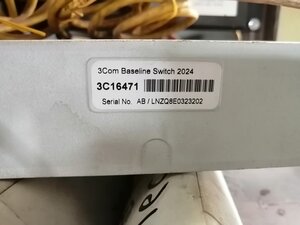 3Com Baseline Switch 2024
3C16471
Serial No. AB / LNZQ8E0323202